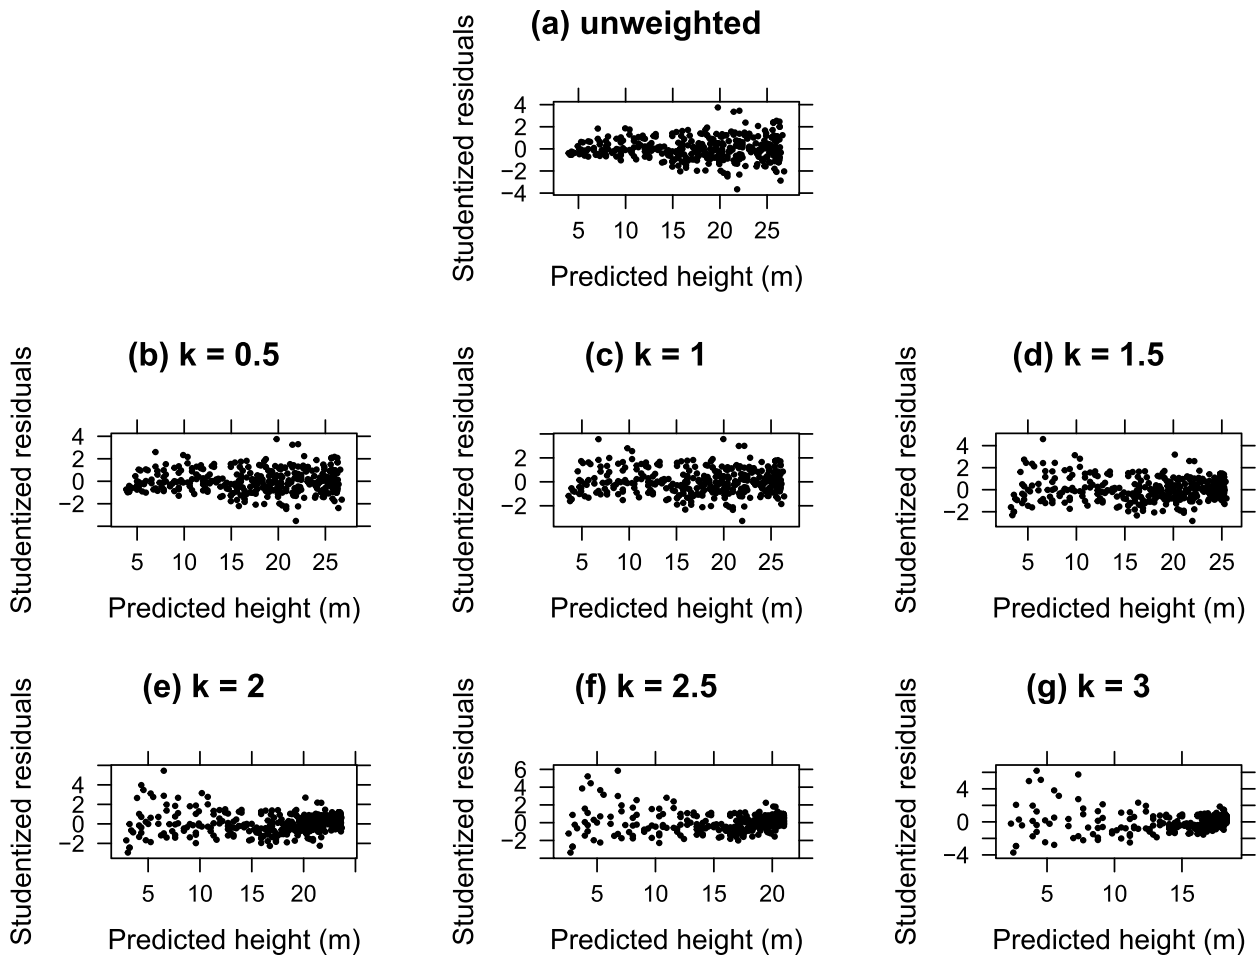 (a) unweighted
Studentized residuals
4
2
0
−2
−4
5 10 15 20 25
Predicted height (m)
(b) k = 0.5
Studentized residuals
4
2
0
−2
5 10 15 20 25
Predicted height (m)
(c) k = 1
Studentized residuals
2
0
−2
5 10 15 20 25
Predicted height (m)
(d) k = 1.5
Studentized residuals
4
2
0
−2
5 10 15 20 25
Predicted height (m)
(e) k = 2
Studentized residuals
4
2
0
−2
5 10 15 20
Predicted height (m)
(f) k = 2.5
Studentized residuals
6
4
2
0
−2
5 10 15 20
Predicted height (m)
(g) k = 3
Studentized residuals
4
2
0
−4
5 10 15
Predicted height (m)